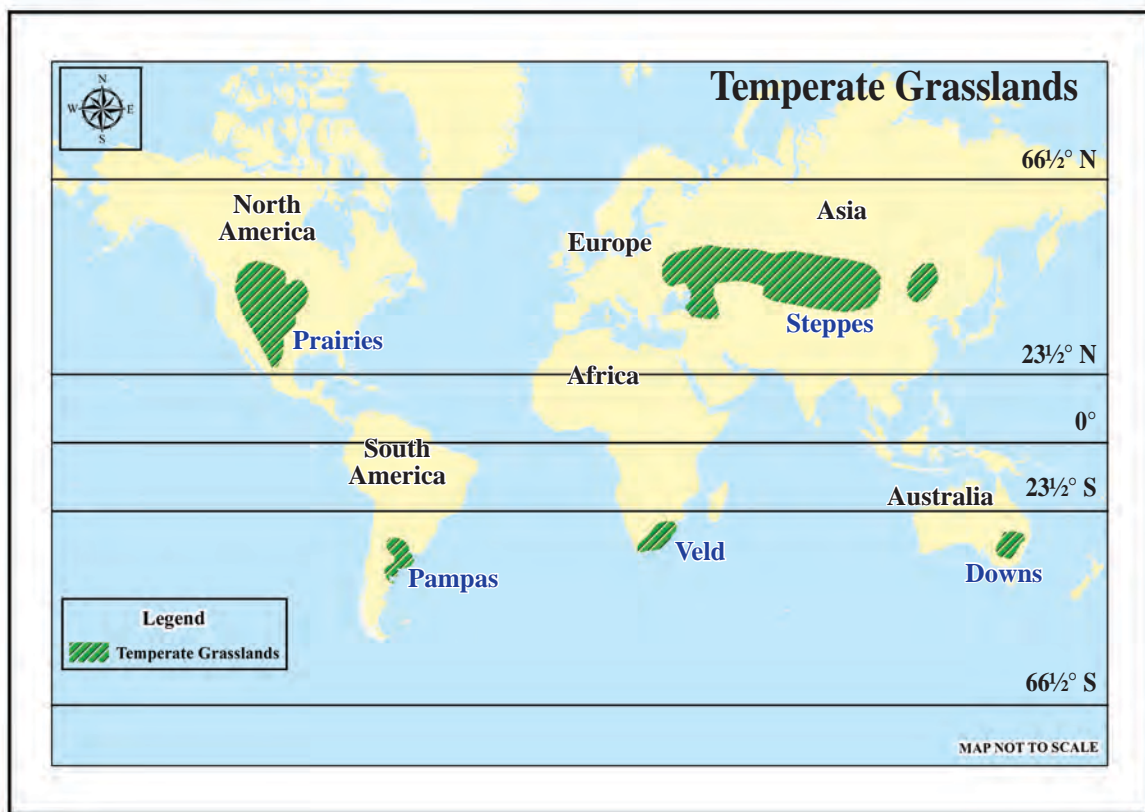 Temperate Grasslands
N
W E
S
66½° N
North
America
Asia
Europe
Prairies
Steppes
23½° N
Africa
0°
South
America
Australia
23½° S
Veld
Pampas
Downs
Legend
Temperate Grasslands
66½° S
MAP NOT TO SCALE